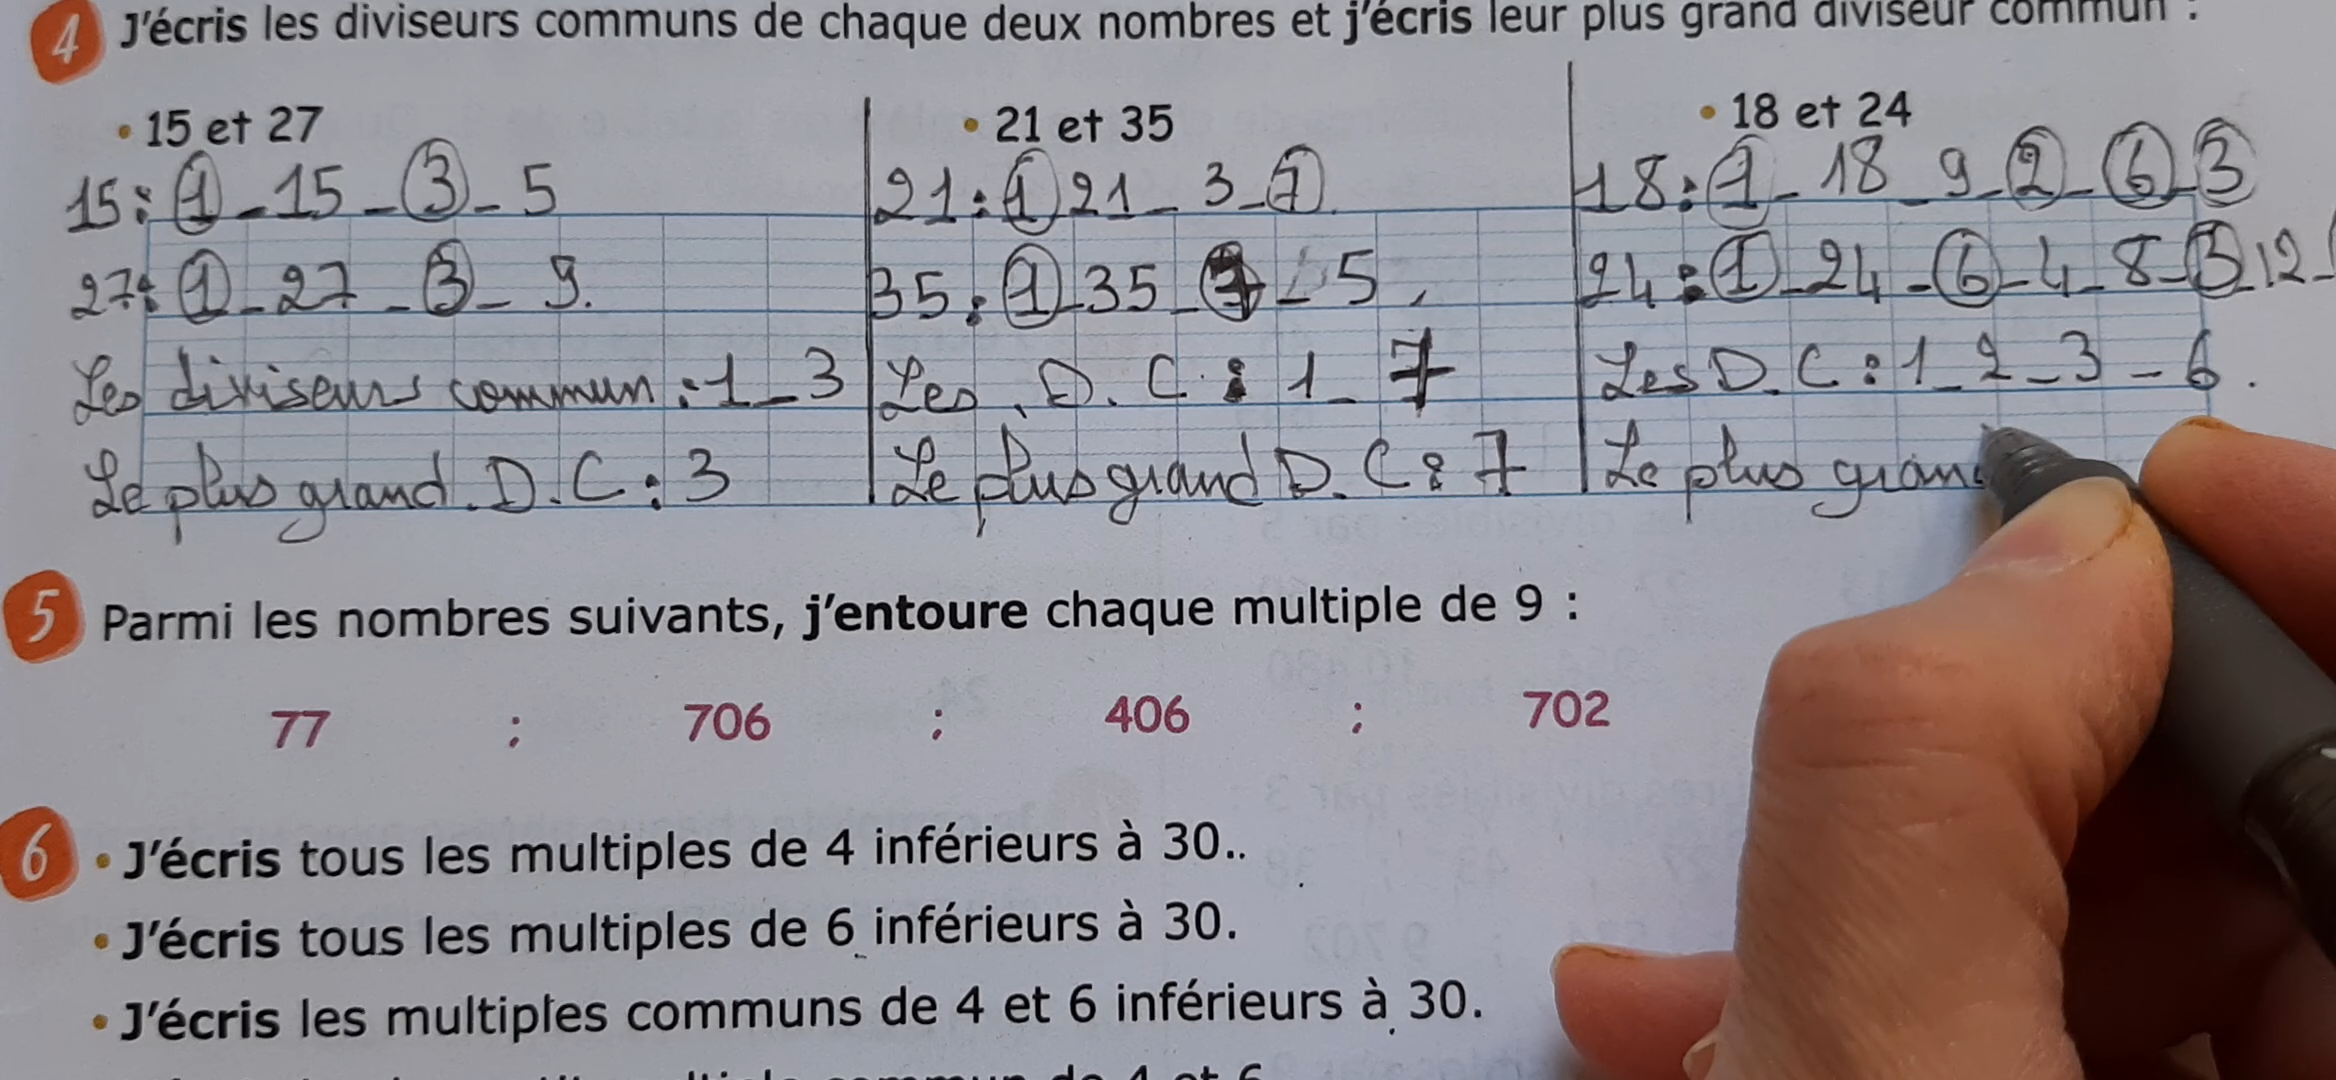 4 J'écris les diviseurs communs de chaque deux nombres et j'écris leur plus grand diviseur commun :
• 15 et 27
15 : 1 _ 15 _ 3 _ 5
27 : 1 _ 27 _ 3 _ 9.
Les diviseurs commun : 1 _ 3
Le plus grand. D. C : 3
• 21 et 35
21 : 1 21 _ 3 _ 7
35 : 1 _ 35 _ 7 _ 5
Les . D. C : 1 _ 7
Le plus grand D. C : 7
• 18 et 24
18 : 1 _ 18 _ 9 _ 2 _ 6 _ 3
24 : 1 _ 24 _ 6 _ 4 _ 8 _ 3 _ 12 _
Les D. C : 1 _ 2 _ 3 _ 6 .
Le plus gran
5 Parmi les nombres suivants, j'entoure chaque multiple de 9 :
77 ; 706 ; 406 ; 702
6 • J'écris tous les multiples de 4 inférieurs à 30..
• J'écris tous les multiples de 6 inférieurs à 30.
• J'écris les multiples communs de 4 et 6 inférieurs à 30.
commun de 4 et 6